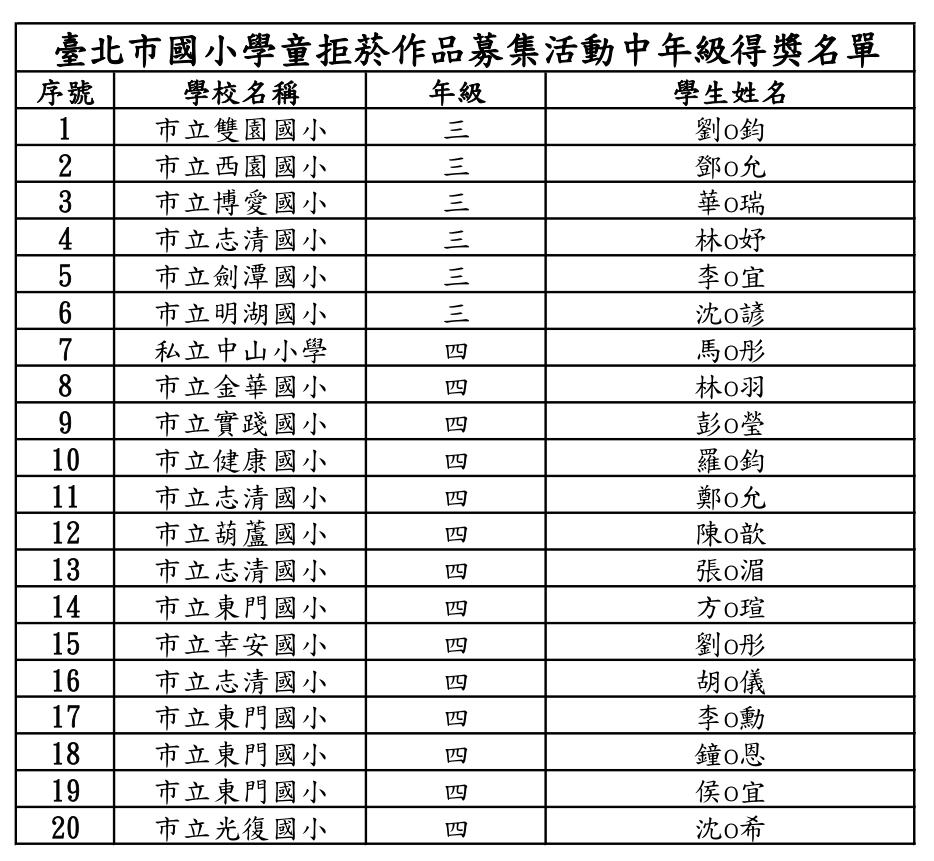 臺北市國小學童拒菸作品募集活動中年級得獎名單
序號 學校名稱 年級 學生姓名
1 市立雙園國小 三 劉O鈞
2 市立西園國小 三 鄧O允
3 市立博愛國小 三 華O瑞
4 市立志清國小 三 林O妤
5 市立劍潭國小 三 李O宜
6 市立明湖國小 三 沈O諺
7 私立中山小學 四 馬O彤
8 市立金華國小 四 林O羽
9 市立實踐國小 四 彭O瑩
10 市立健康國小 四 羅O鈞
11 市立志清國小 四 鄭O允
12 市立葫蘆國小 四 陳O歆
13 市立志清國小 四 張O湄
14 市立東門國小 四 方O瑄
15 市立幸安國小 四 劉O彤
16 市立志清國小 四 胡O儀
17 市立東門國小 四 李O勳
18 市立東門國小 四 鐘O恩
19 市立東門國小 四 侯O宜
20 市立光復國小 四 沈O希